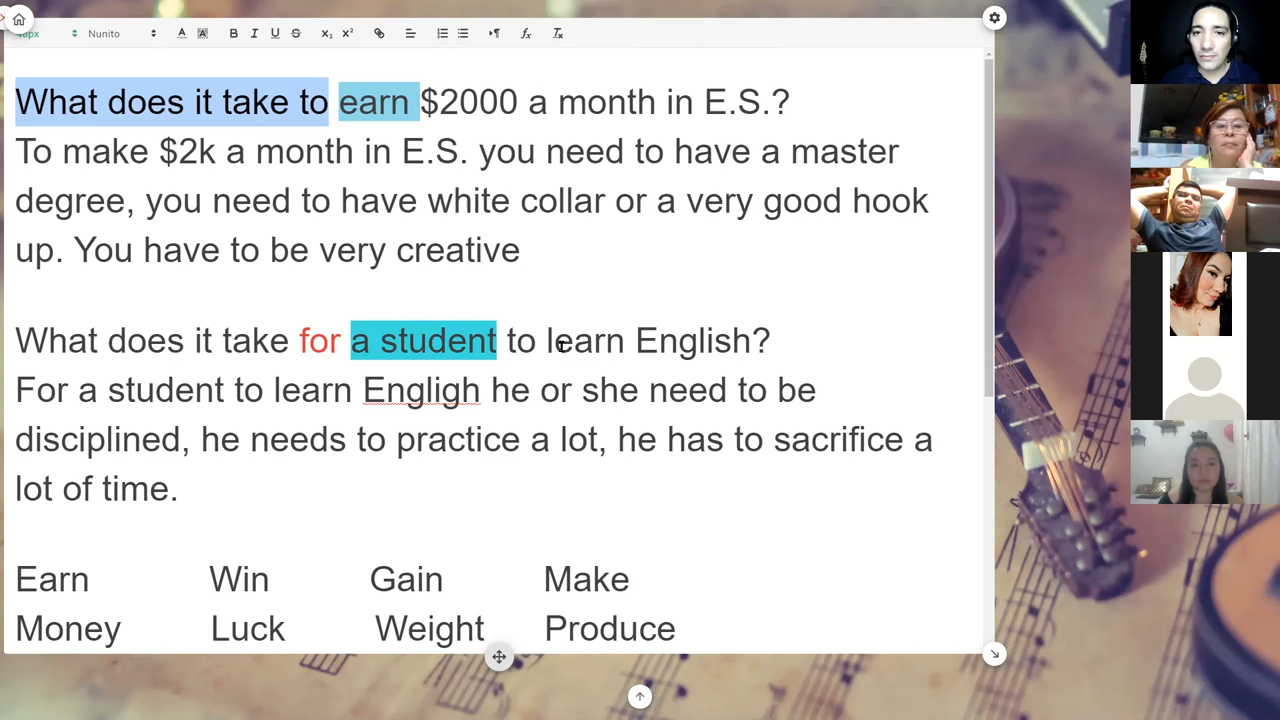 Nunito
What does it take to earn $2000 a month in E.S.?
To make $2k a month in E.S. you need to have a master
degree, you need to have white collar or a very good hook
up. You have to be very creative
What does it take for a student to learn English?
For a student to learn Engligh he or she need to be
disciplined, he needs to practice a lot, he has to sacrifice a
lot of time.
Earn Win Gain Make
Money Luck Weight Produce